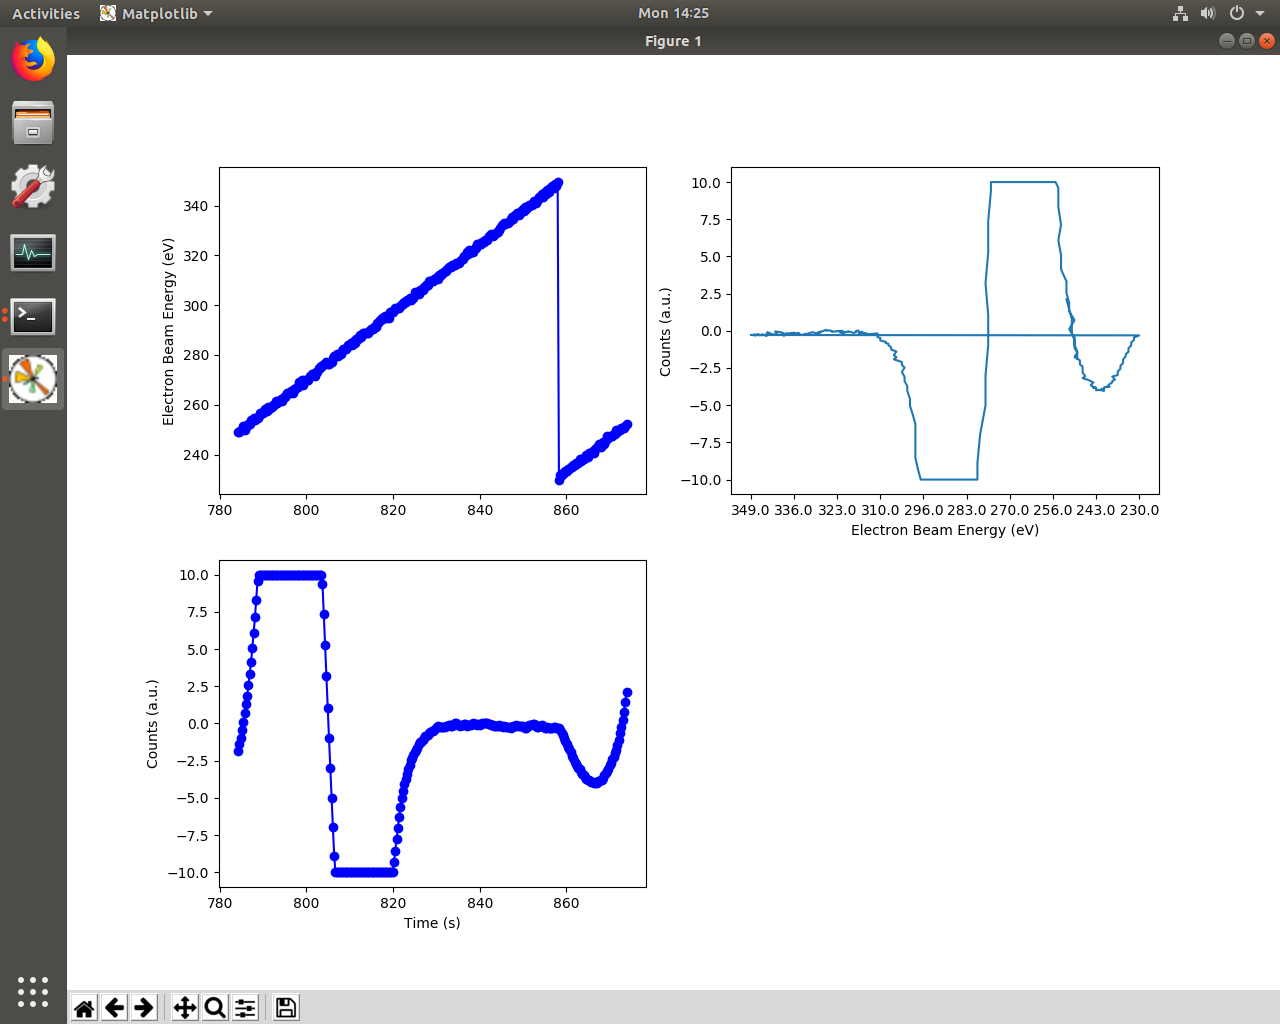 Activities Matplotlib Mon 14:25
Figure 1
340
320
300
280
260
240
Electron Beam Energy (eV)
780 800 820 840 860
10.0
7.5
5.0
2.5
0.0
−2.5
−5.0
−7.5
−10.0
Counts (a.u.)
349.0 336.0 323.0 310.0 296.0 283.0 270.0 256.0 243.0 230.0
Electron Beam Energy (eV)
10.0
7.5
5.0
2.5
0.0
−2.5
−5.0
−7.5
−10.0
Counts (a.u.)
780 800 820 840 860
Time (s)